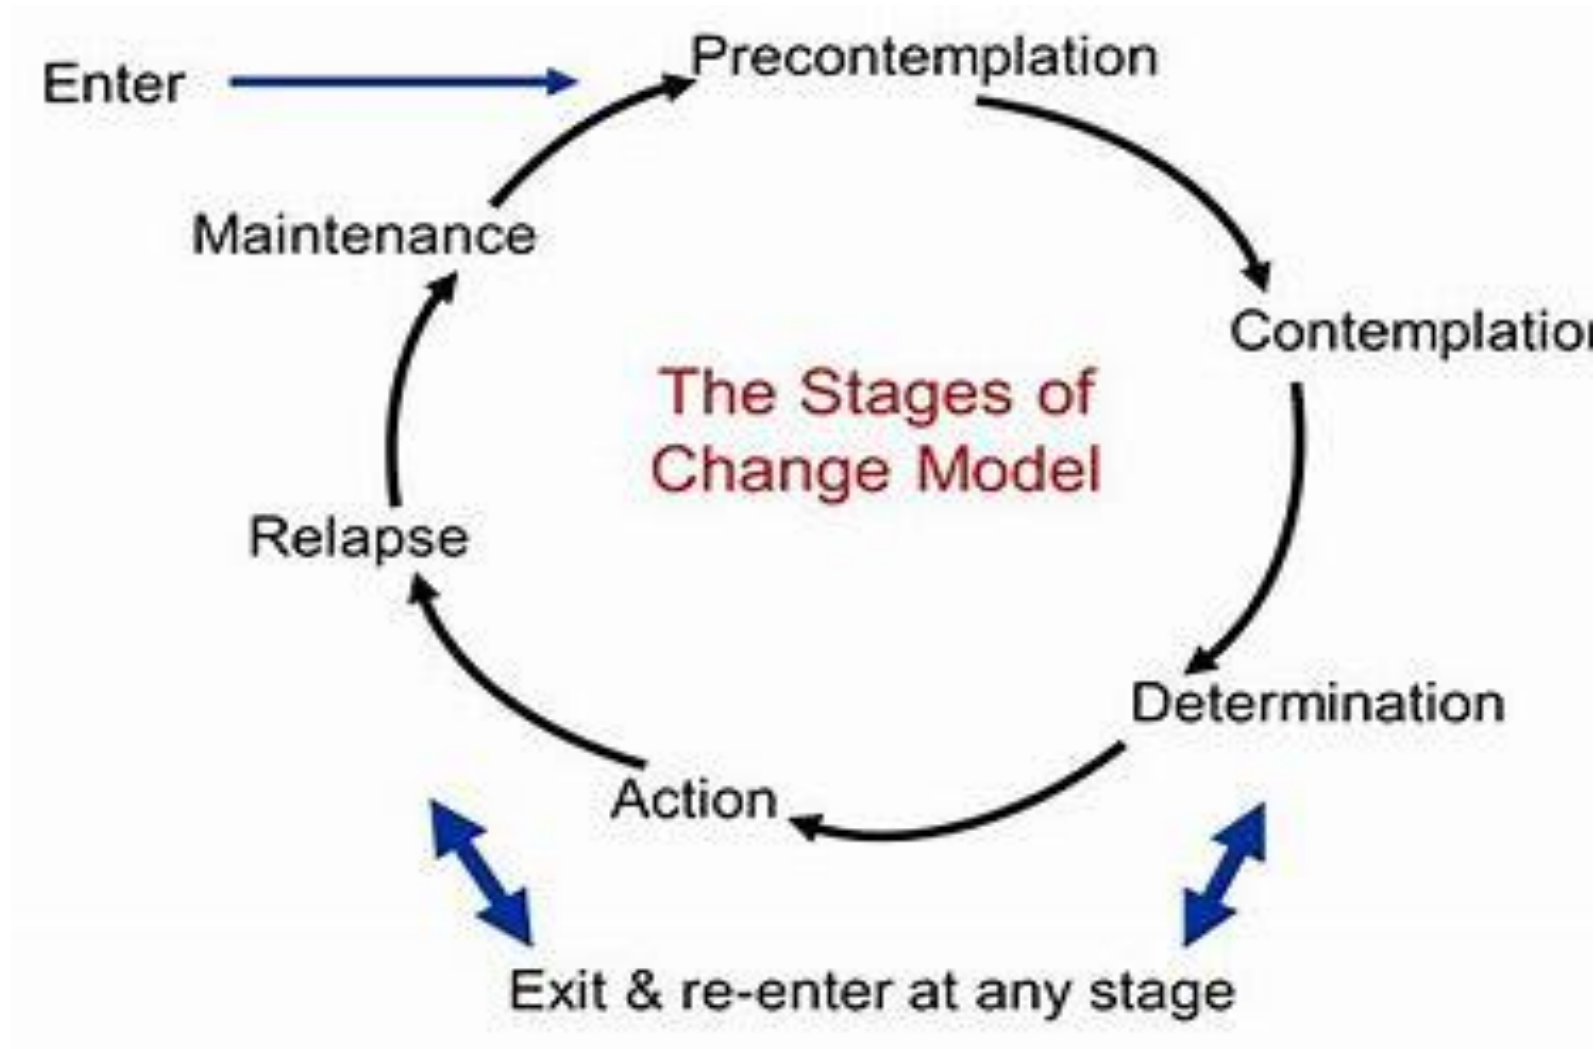 Enter
Precontemplation
Maintenance
Contemplation
The Stages of
Change Model
Relapse
Determination
Action
Exit & re-enter at any stage